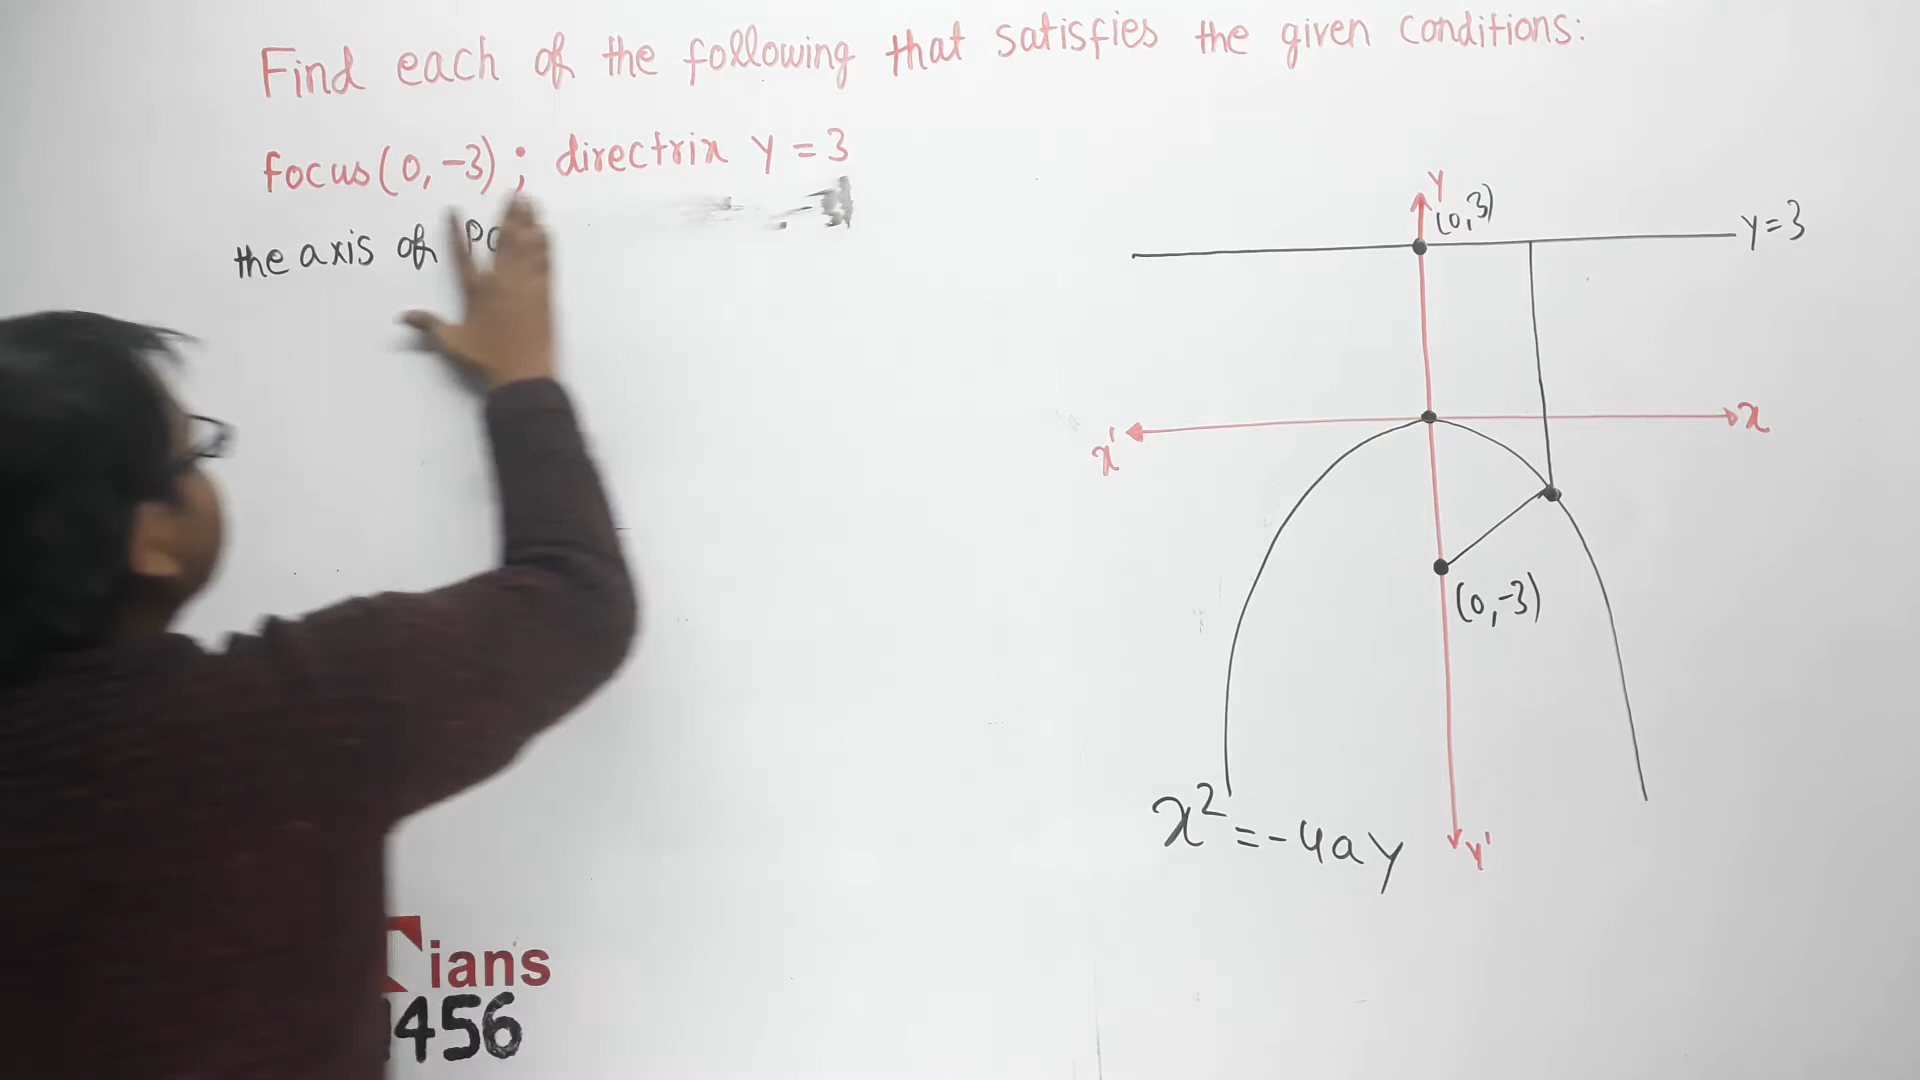 Find each of the following that satisfies the given conditions:
focus(0,-3); directrix y = 3
the axis of
Y
(0,3)
y=3
x'
x
(0,-3)
x²=-4ay
y'
ians
456